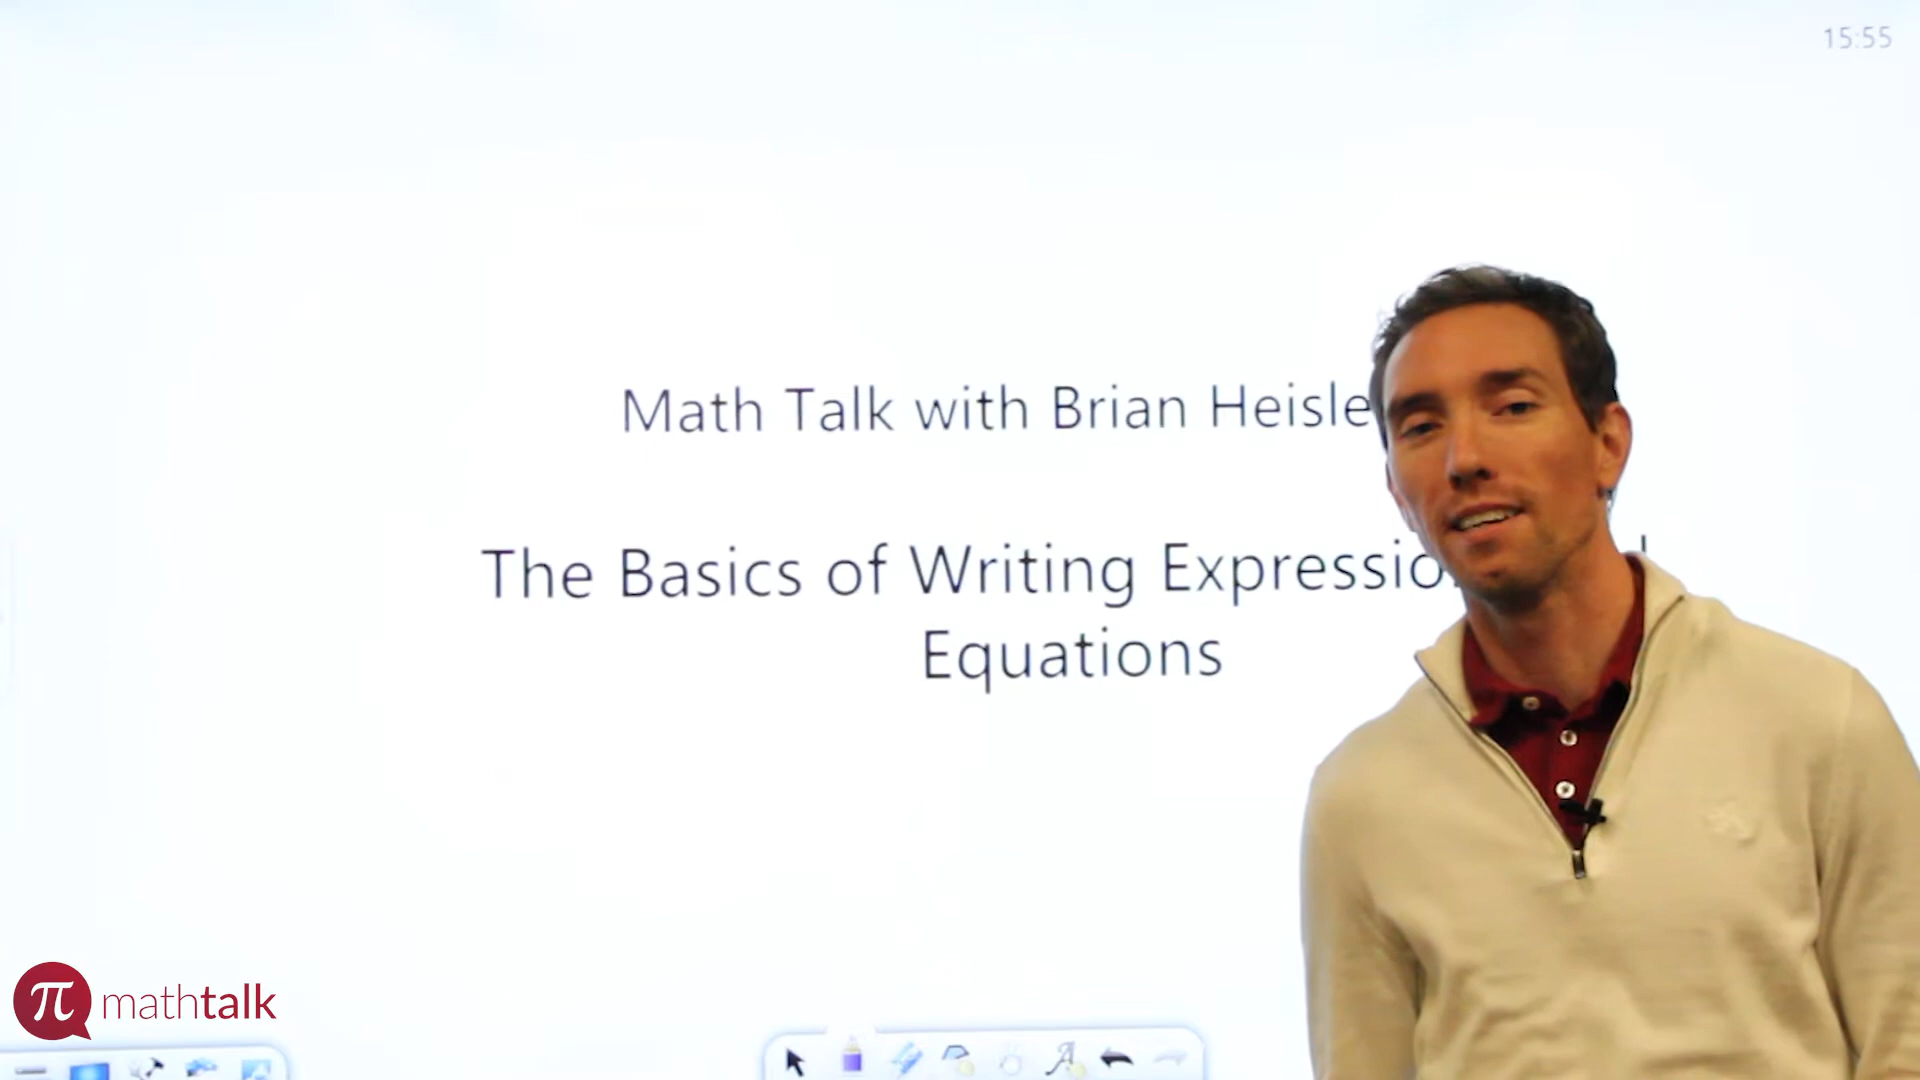 15:55
Math Talk with Brian Heisle
The Basics of Writing Expressio
Equations
mathtalk